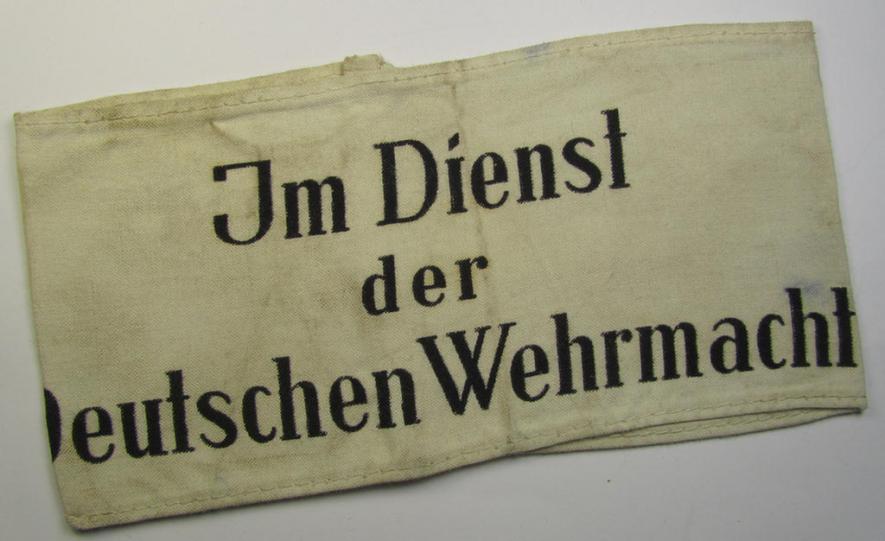 Im Dienst
der
Deutschen Wehrmacht